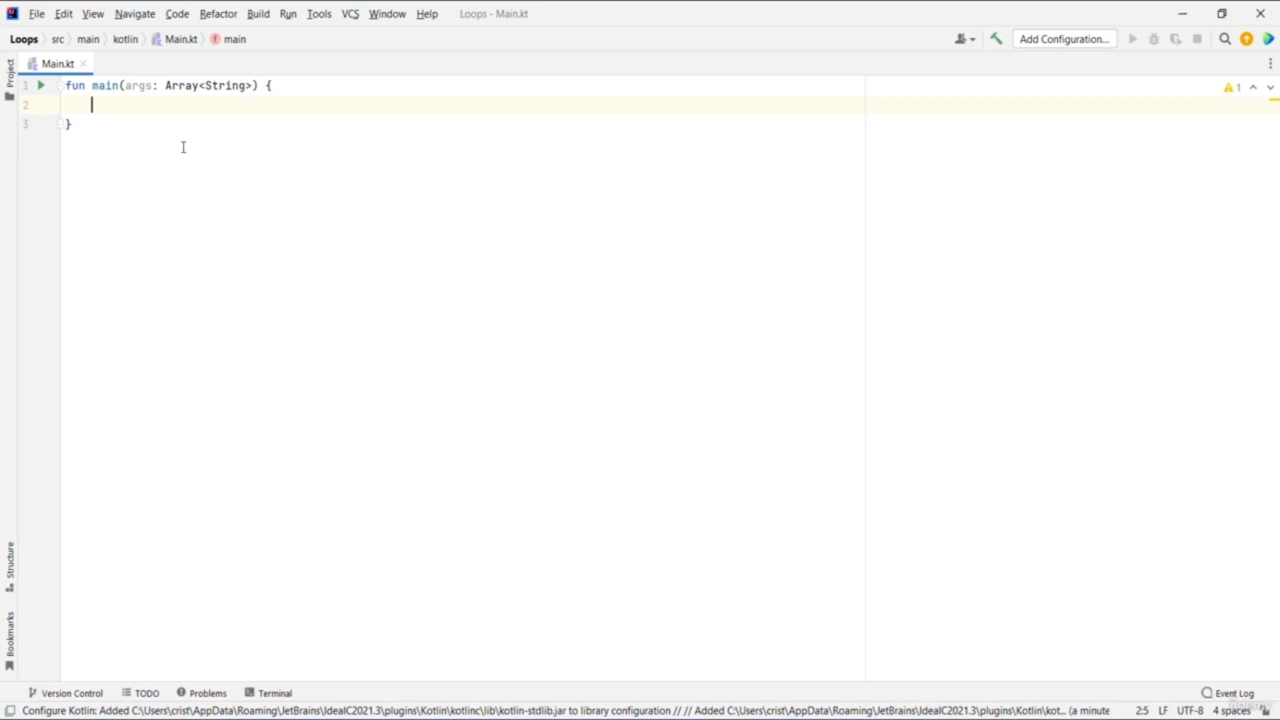 File Edit View Navigate Code Refactor Build Run Tools VCS Window Help Loops - Main.kt
Loops src main kotlin Main.kt main Add Configuration...
Project
Main.kt
1 fun main(args: Array<String>) { 1
2
3 }
Structure
Bookmarks
Version Control TODO Problems Terminal Event Log
Configure Kotlin: Added C:\Users\crist\AppData\Roaming\JetBrains\IdeaIC2021.3\plugins\Kotlin\kotlinc\lib\kotlin-stdlib.jar to library configuration // // Added C:\Users\crist\AppData\Roaming\JetBrains\IdeaIC2021.3\plugins\Kotlin\kot... (a minute 2:5 LF UTF-8 4 spaces